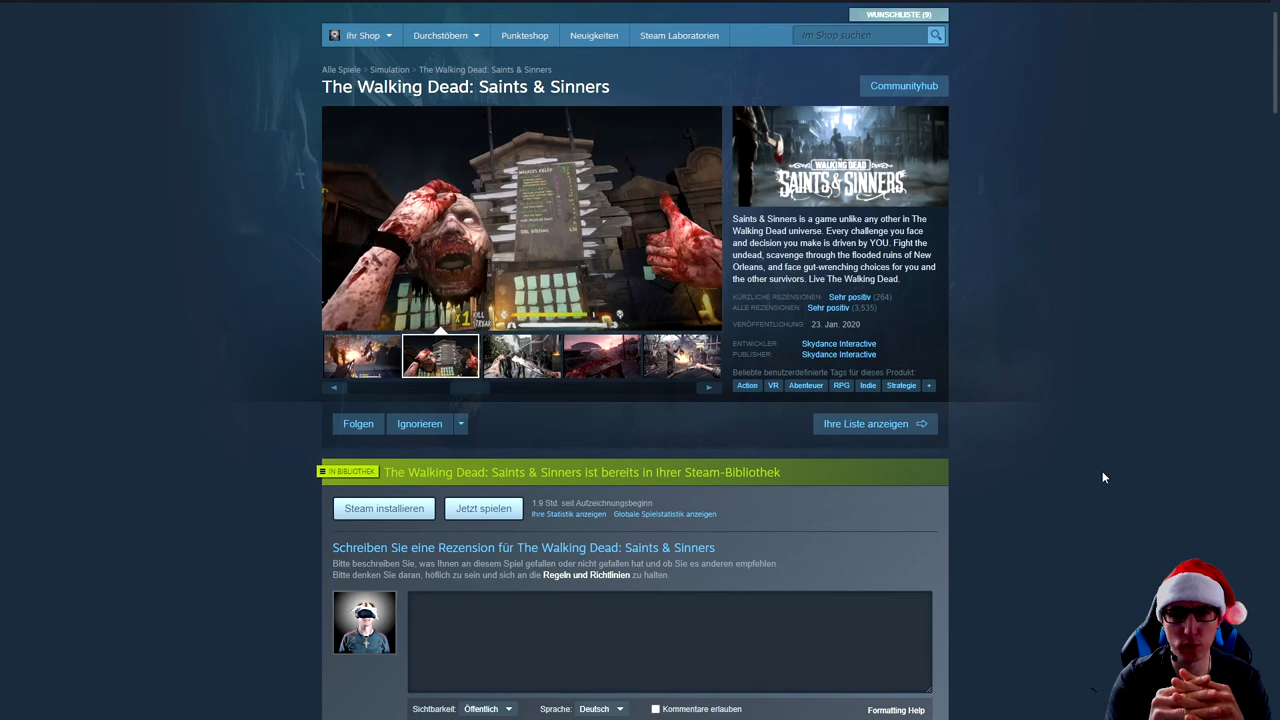 WUNSCHLISTE (9)
Ihr Shop
Durchstöbern
Punkteshop
Neuigkeiten
Steam Laboratorien
Im Shop suchen
Alle Spiele > Simulation > The Walking Dead: Saints & Sinners
The Walking Dead: Saints & Sinners
Communityhub
WALKERS KILLED
x1 KILL STREAK
THE WALKING DEAD
SAINTS & SINNERS
Saints & Sinners is a game unlike any other in The
Walking Dead universe. Every challenge you face
and decision you make is driven by YOU. Fight the
undead, scavenge through the flooded ruins of New
Orleans, and face gut-wrenching choices for you and
the other survivors. Live The Walking Dead.
KÜRZLICHE REZENSIONEN: Sehr positiv (264)
ALLE REZENSIONEN: Sehr positiv (3,535)
VERÖFFENTLICHUNG: 23. Jan. 2020
ENTWICKLER: Skydance Interactive
PUBLISHER: Skydance Interactive
Beliebte benutzerdefinierte Tags für dieses Produkt:
Action VR Abenteuer RPG Indie Strategie +
Folgen
Ignorieren
Ihre Liste anzeigen
IN BIBLIOTHEK
The Walking Dead: Saints & Sinners ist bereits in Ihrer Steam-Bibliothek
Steam installieren
Jetzt spielen
1.9 Std. seit Aufzeichnungsbeginn
Ihre Statistik anzeigen Globale Spielstatistik anzeigen
Schreiben Sie eine Rezension für The Walking Dead: Saints & Sinners
Bitte beschreiben Sie, was Ihnen an diesem Spiel gefallen oder nicht gefallen hat und ob Sie es anderen empfehlen.
Bitte denken Sie daran, höflich zu sein und sich an die Regeln und Richtlinien zu halten.
Sichtbarkeit: Öffentlich
Sprache: Deutsch
Kommentare erlauben
Formatting Help